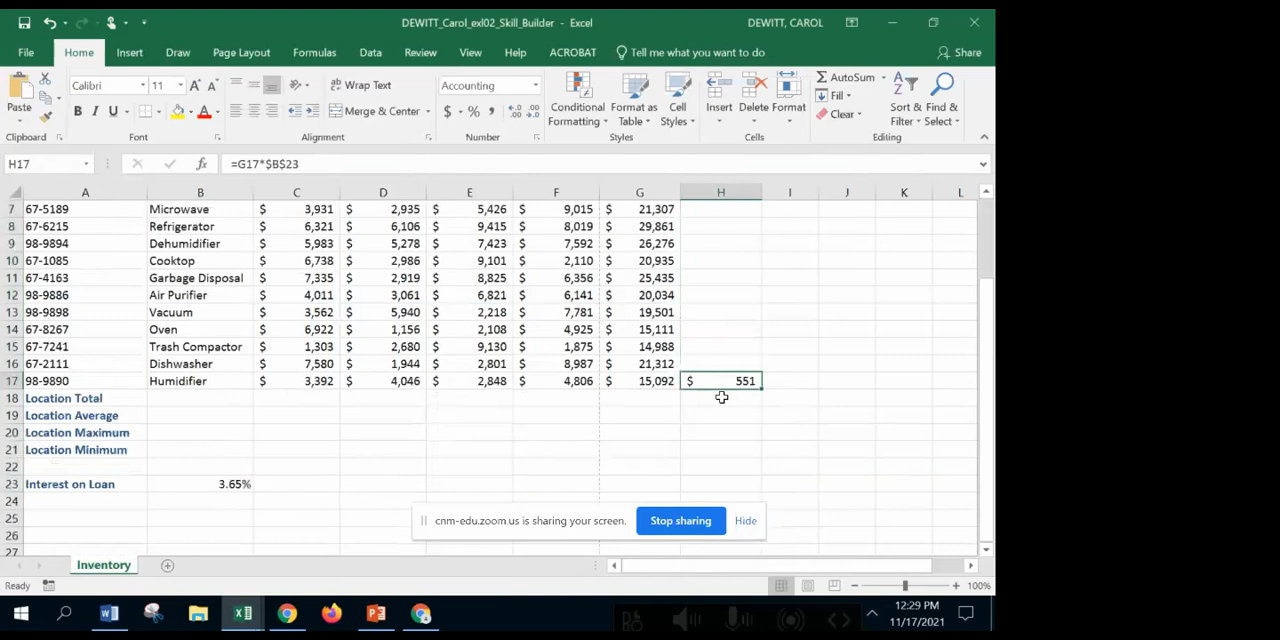 DEWITT_Carol_exl02_Skill_Builder - Excel
DEWITT, CAROL
File Home Insert Draw Page Layout Formulas Data Review View Help ACROBAT Tell me what you want to do Share
Paste
Calibri 11
Wrap Text
Accounting
AutoSum
B I U
Merge & Center
$ % ,
Conditional Formatting
Format as Table
Cell Styles
Insert Delete Format
Fill
Clear
Sort & Filter
Find & Select
Clipboard Font Alignment Number Styles Cells Editing
H17 fx =G17*$B$23
A B C D E F G H I J K L
7 67-5189 Microwave $ 3,931 $ 2,935 $ 5,426 $ 9,015 $ 21,307
8 67-6215 Refrigerator $ 6,321 $ 6,106 $ 9,415 $ 8,019 $ 29,861
9 98-9894 Dehumidifier $ 5,983 $ 5,278 $ 7,423 $ 7,592 $ 26,276
10 67-1085 Cooktop $ 6,738 $ 2,986 $ 9,101 $ 2,110 $ 20,935
11 67-4163 Garbage Disposal $ 7,335 $ 2,919 $ 8,825 $ 6,356 $ 25,435
12 98-9886 Air Purifier $ 4,011 $ 3,061 $ 6,821 $ 6,141 $ 20,034
13 98-9898 Vacuum $ 3,562 $ 5,940 $ 2,218 $ 7,781 $ 19,501
14 67-8267 Oven $ 6,922 $ 1,156 $ 2,108 $ 4,925 $ 15,111
15 67-7241 Trash Compactor $ 1,303 $ 2,680 $ 9,130 $ 1,875 $ 14,988
16 67-2111 Dishwasher $ 7,580 $ 1,944 $ 2,801 $ 8,987 $ 21,312
17 98-9890 Humidifier $ 3,392 $ 4,046 $ 2,848 $ 4,806 $ 15,092 $ 551
18 Location Total
19 Location Average
20 Location Maximum
21 Location Minimum
22
23 Interest on Loan 3.65%
24
25
26
27
cnm-edu.zoom.us is sharing your screen. Stop sharing Hide
Inventory
Ready 100%
12:29 PM
11/17/2021